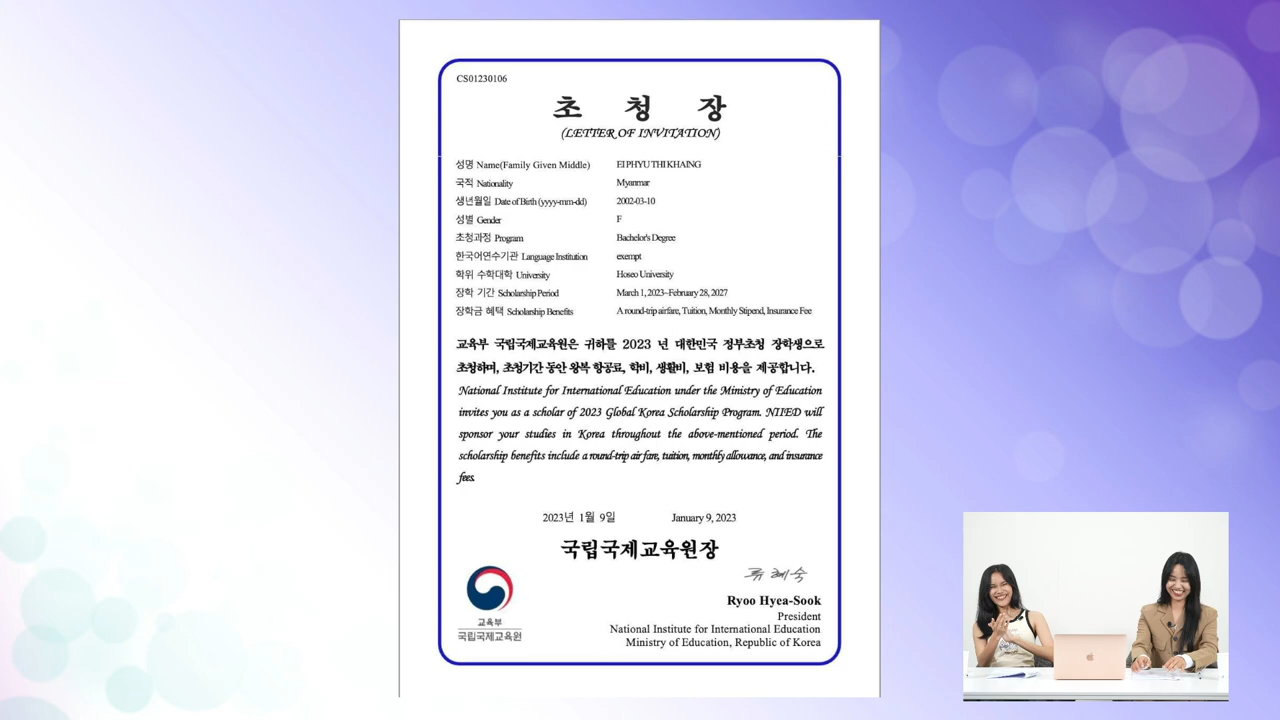 CS01230106
초 청 장
(LETTER OF INVITATION)
성명 Name(Family Given Middle) EI PHYU THI KHAING
국적 Nationality Myanmar
생년월일 Date of Birth (yyyy-mm-dd) 2002-03-10
성별 Gender F
초청과정 Program Bachelor's Degree
한국어연수기관 Language Institution exempt
학위 수학대학 University Hoseo University
장학 기간 Scholarship Period March 1, 2023~February 28, 2027
장학금 혜택 Scholarship Benefits A round-trip airfare, Tuition, Monthly Stipend, Insurance Fee
교육부 국립국제교육원은 귀하를 2023 년 대한민국 정부초청 장학생으로
초청하며, 초청기간 동안 왕복 항공료, 학비, 생활비, 보험 비용을 제공합니다.
National Institute for International Education under the Ministry of Education
invites you as a scholar of 2023 Global Korea Scholarship Program. NIIED will
sponsor your studies in Korea throughout the above-mentioned period. The
scholarship benefits include a round-trip air fare, tuition, monthly allowance, and insurance
fees.
2023년 1월 9일 January 9, 2023
국립국제교육원장
류 혜 숙
Ryoo Hyea-Sook
President
National Institute for International Education
Ministry of Education, Republic of Korea
교육부
국립국제교육원